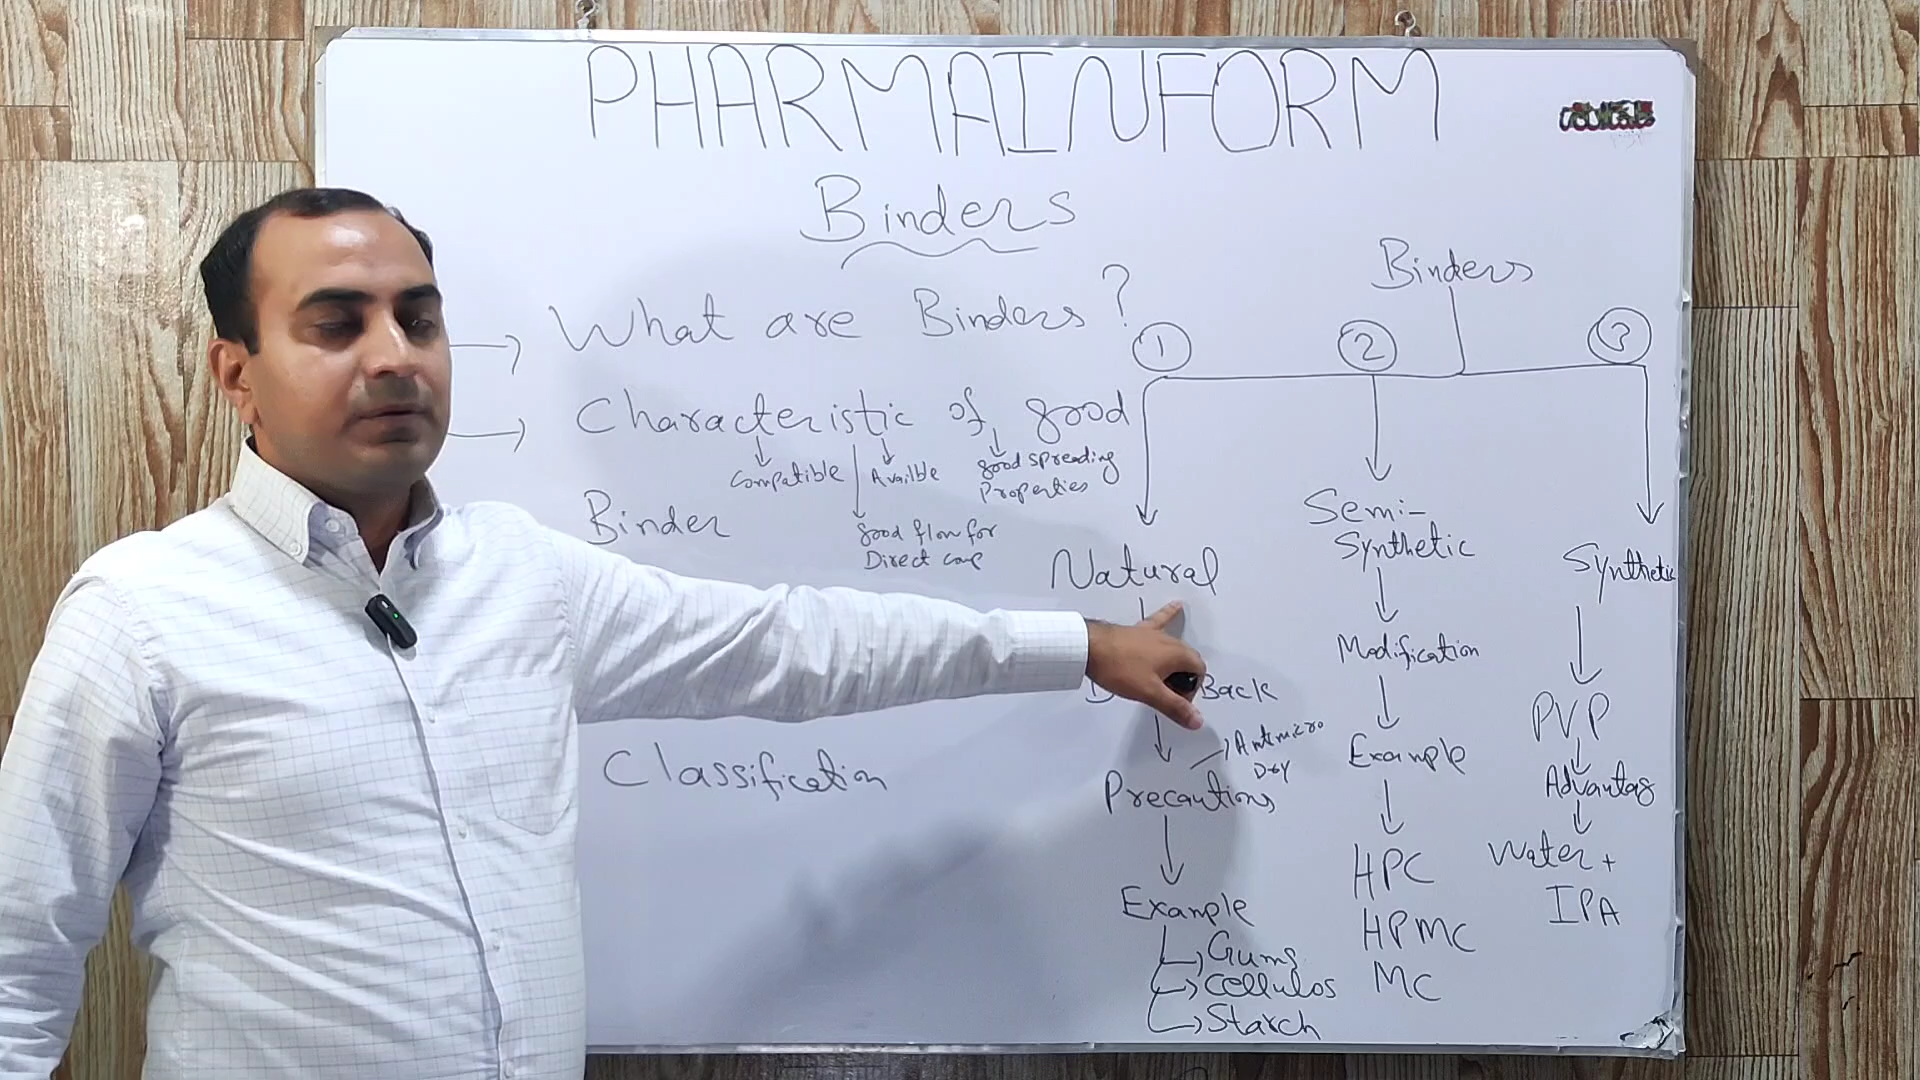 PHARMAINFORM
Binders
What are Binders?
Characteristic of good
Compatible
Availble
good spreading
Properties
Binder
good flow for
Direct comp
Classification
Binders
1
2
3
Natural
Back
Antimicro
Dry
Precautions
Example
Gums
Cellulos
Starch
Semi-
Synthetic
Modification
Example
HPC
HPMC
MC
Synthetic
PVP
Advantag
Water +
IPA